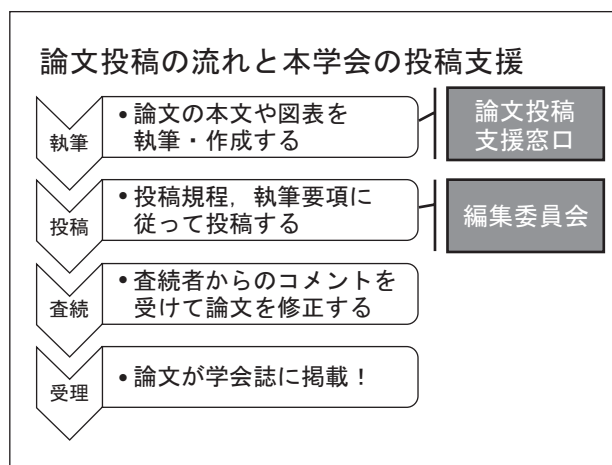 論文投稿の流れと本学会の投稿支援
執筆
•論文の本文や図表を
執筆・作成する
論文投稿
支援窓口
投稿
•投稿規程，執筆要項に
従って投稿する
編集委員会
査続
•査続者からのコメントを
受けて論文を修正する
受理
•論文が学会誌に掲載！